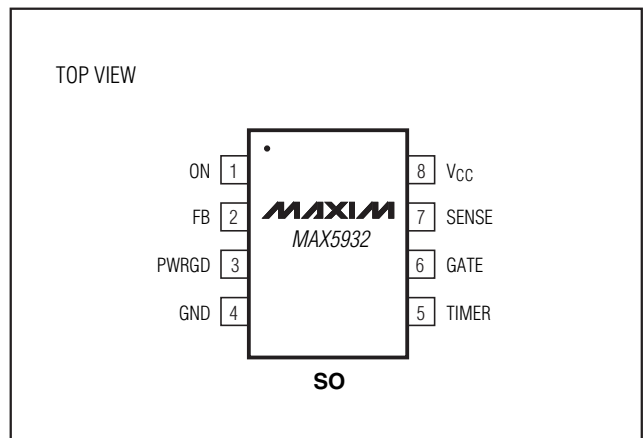 TOP VIEW
ON 1
FB 2
PWRGD 3
GND 4
MAXIM
MAX5932
8 VCC
7 SENSE
6 GATE
5 TIMER
SO